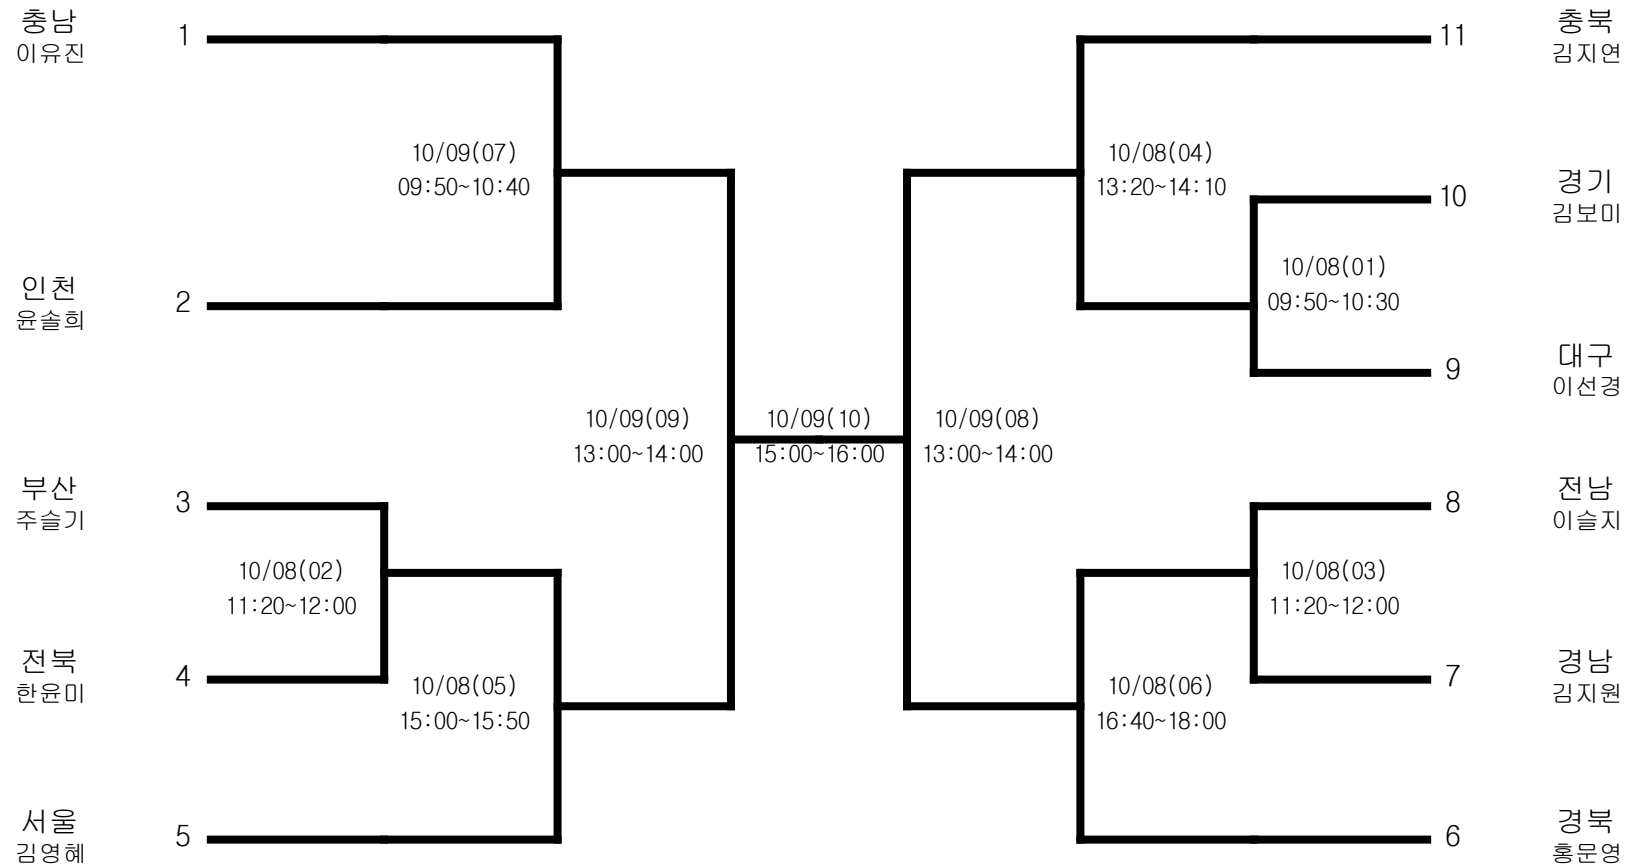 충남
이유진
1
11
충북
김지연
10/09(07)
09:50~10:40
10/08(04)
13:20~14:10
10
경기
김보미
인천
윤솔희
2
10/08(01)
09:50~10:30
9
대구
이선경
10/09(09)
13:00~14:00
10/09(10)
15:00~16:00
10/09(08)
13:00~14:00
부산
주슬기
3
8
전남
이슬지
10/08(02)
11:20~12:00
10/08(03)
11:20~12:00
전북
한윤미
4
10/08(05)
15:00~15:50
10/08(06)
16:40~18:00
7
경남
김지원
서울
김영혜
5
6
경북
홍문영